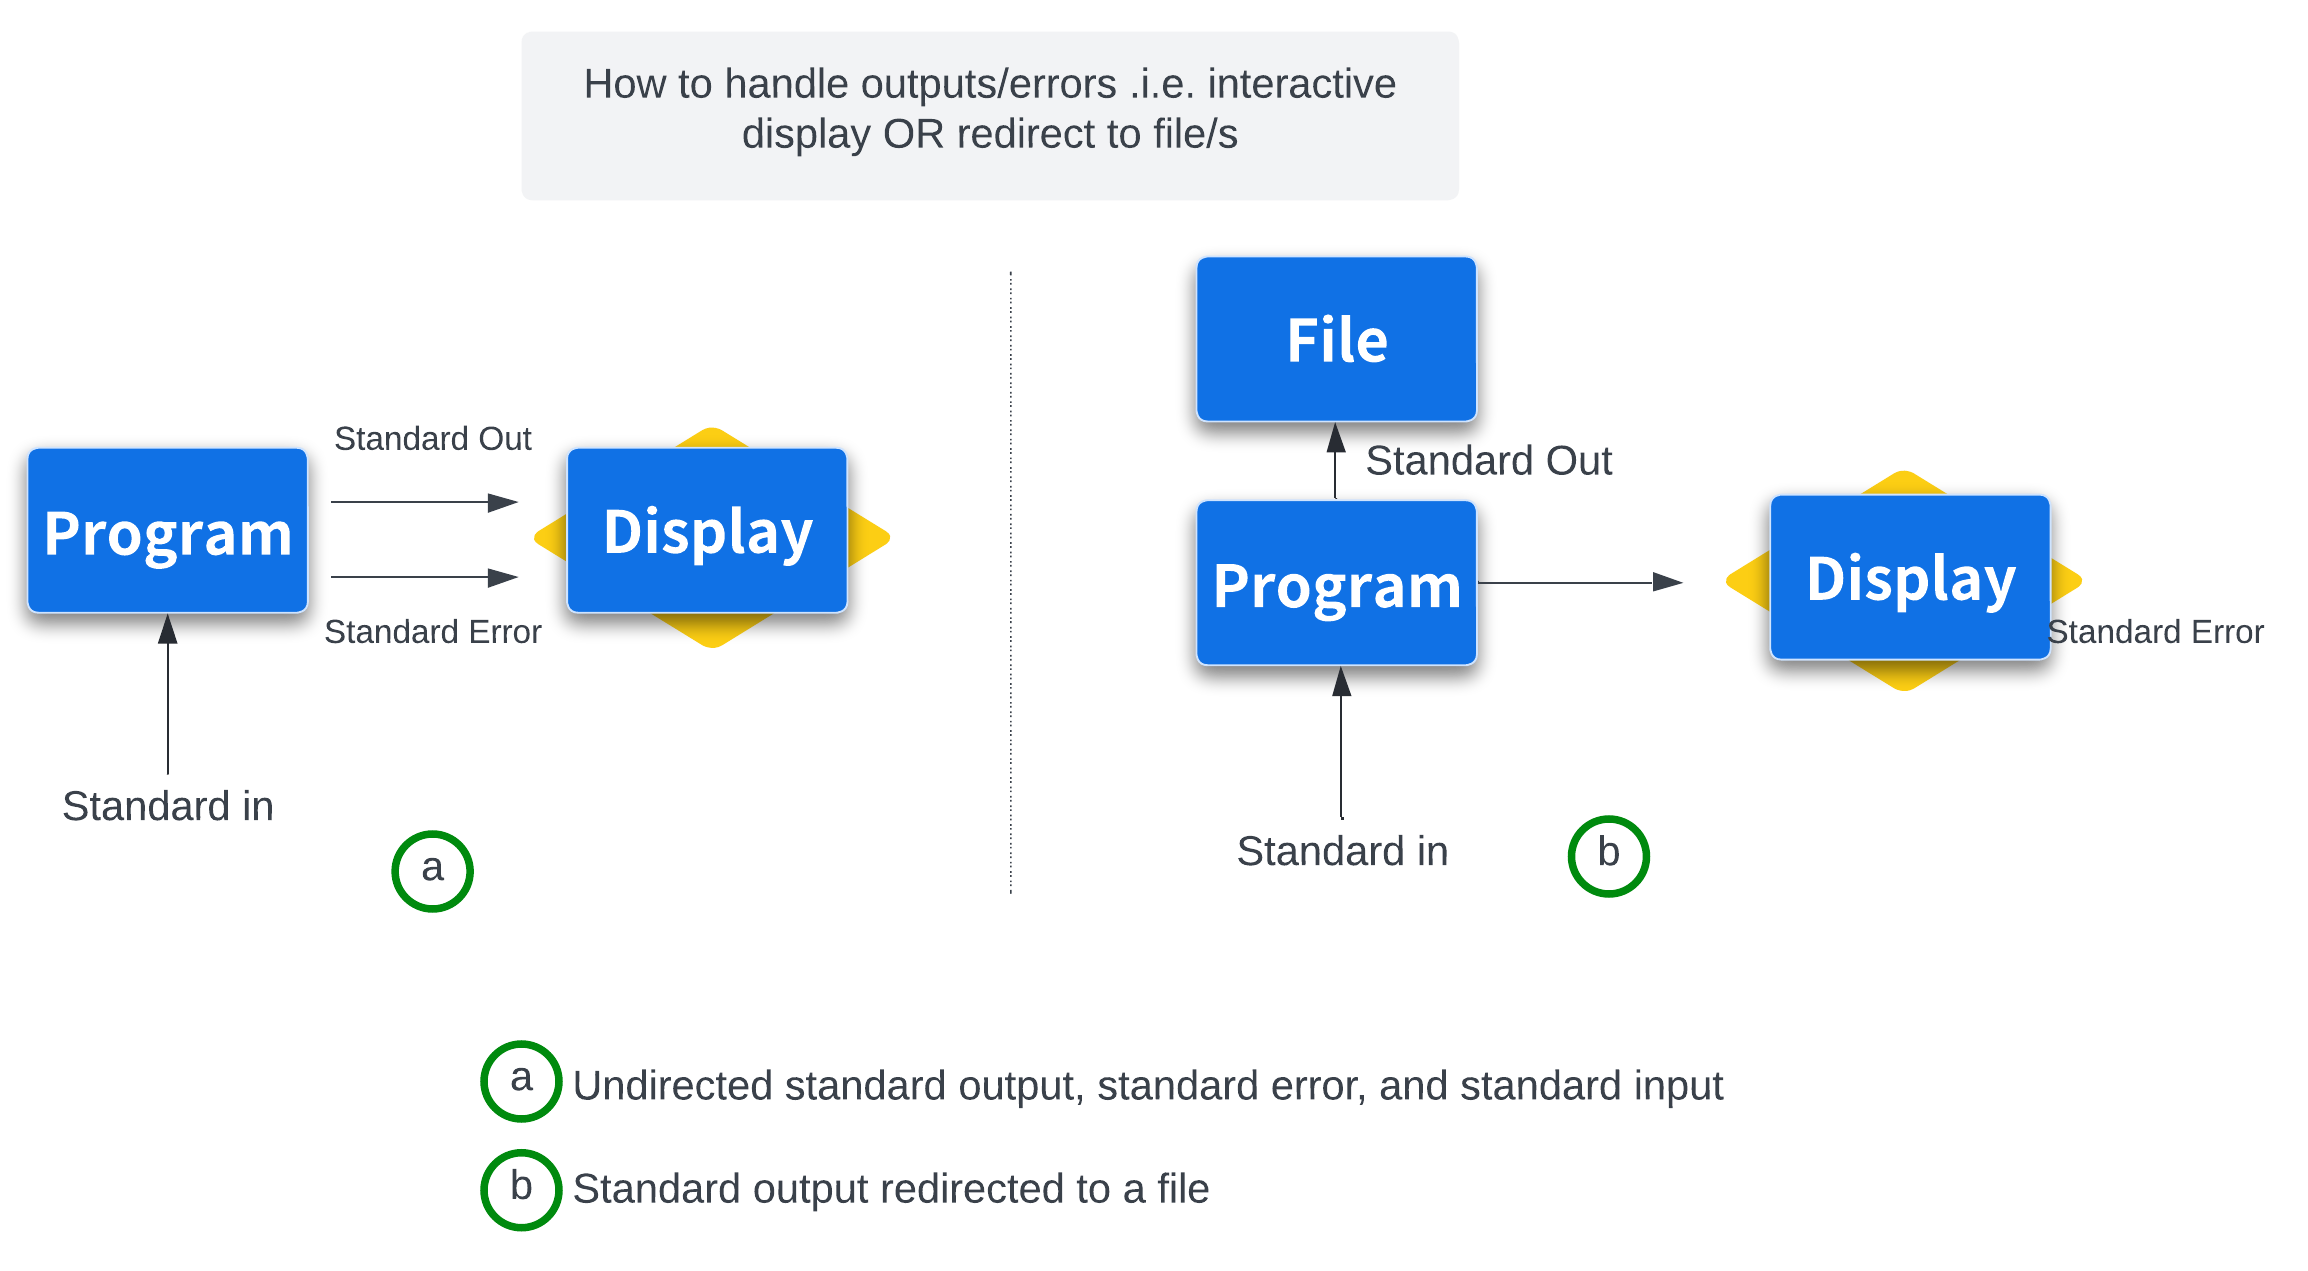 How to handle outputs/errors .i.e. interactive
display OR redirect to file/s
Standard Out
Program
Display
Standard Error
Standard in
a
File
Standard Out
Program
Display
Standard Error
Standard in
b
a Undirected standard output, standard error, and standard input
b Standard output redirected to a file